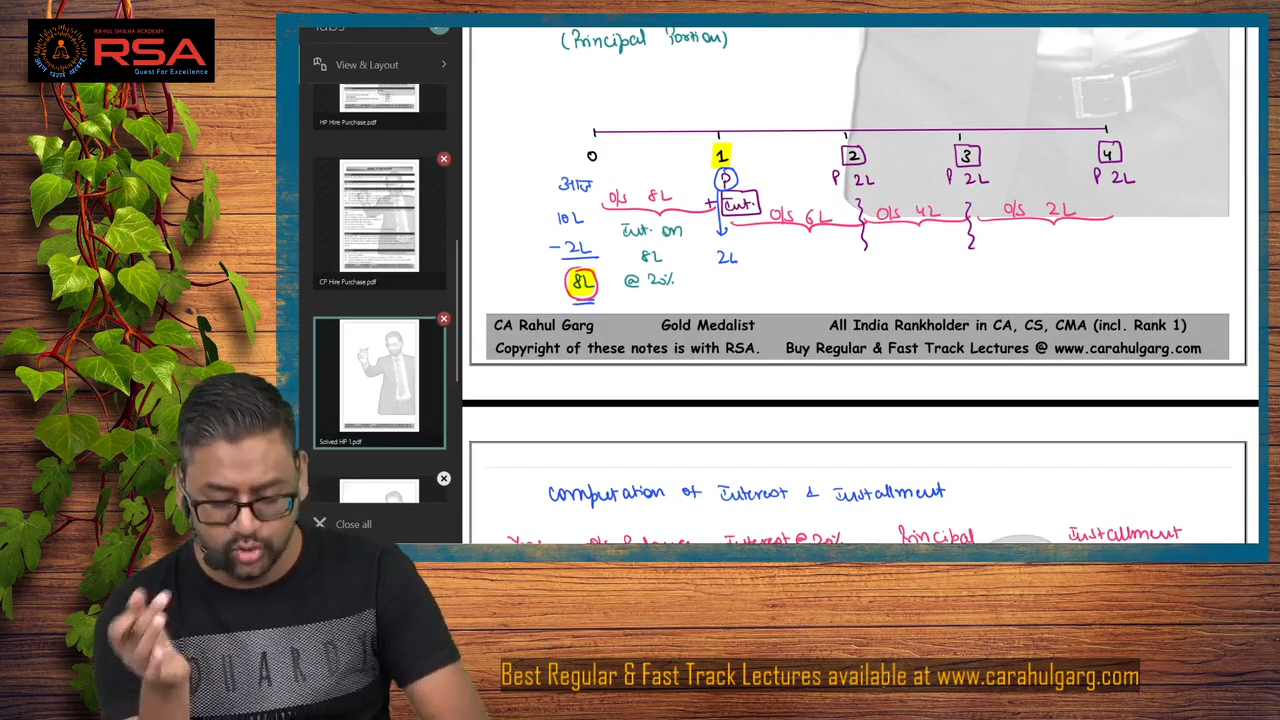 RAHUL SHIKHA ACADEMY
RSA
Quest For Excellence
View & Layout
HP Hire Purchase.pdf
CP Hire Purchase.pdf
Solved HP 1.pdf
Close all
(Principal Portion)
0 1 2 3 4
आज P P 2L P 2L P 2L
O/S 8L + Int.
10L O/S 6L O/S 4L O/S 2L
Int. on
- 2L 8L 2L
8L @ 20%
CA Rahul Garg Gold Medalist All India Rankholder in CA, CS, CMA (incl. Rank 1)
Copyright of these notes is with RSA. Buy Regular & Fast Track Lectures @ www.carahulgarg.com
Computation of Interest & Installment
Interest @ 20% Principal Installment
Best Regular & Fast Track Lectures available at www.carahulgarg.com